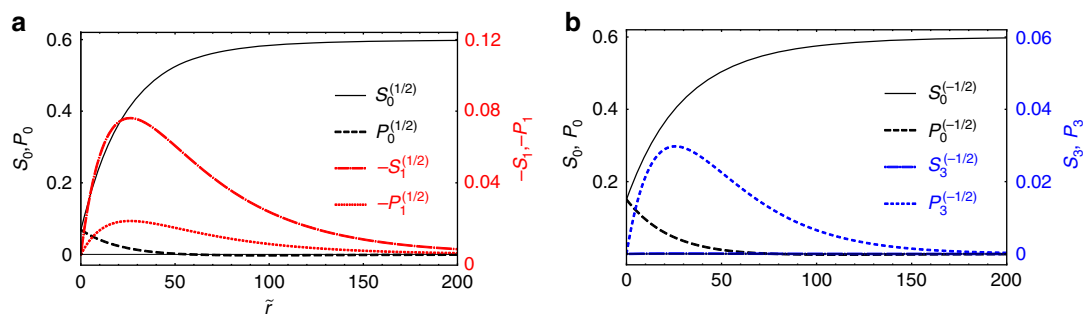 a
0.6
0.4
0.2
0
S₀, P₀
0.12
0.08
0.04
0
−S₁, −P₁
S₀^(1/2)
P₀^(1/2)
−S₁^(1/2)
−P₁^(1/2)
0 50 100 150 200
r̃
b
0.6
0.4
0.2
0
S₀, P₀
0.06
0.04
0.02
0
S₃, P₃
S₀^(−1/2)
P₀^(−1/2)
S₃^(−1/2)
P₃^(−1/2)
0 50 100 150 200